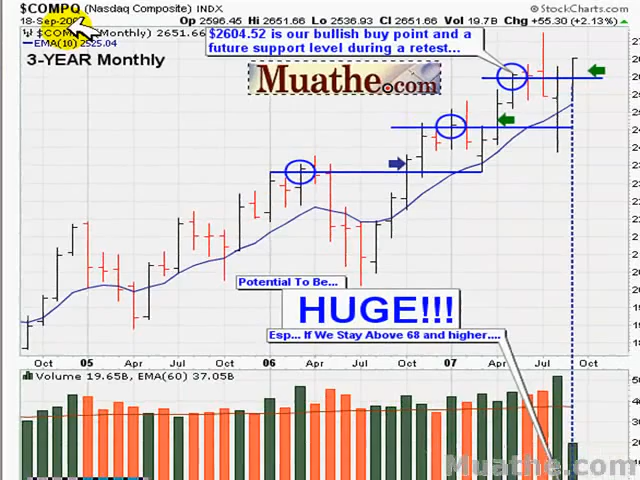 $COMPQ (Nasdaq Composite) INDX
© StockCharts.com
18-Sep-2007
Op 2596.45 Hi 2651.66 Lo 2536.93 Cl 2651.66 Vol 19.7B Chg +55.30 (+2.13%)
$COMPQ (Monthly) 2651.66
EMA(10) 2525.04
3-YEAR Monthly
$2604.52 is our bullish buy point and a
future support level during a retest...
Muathe.com
Potential To Be...
HUGE!!!
Esp... If We Stay Above 68 and higher....
Oct 05 Apr Jul Oct 06 Apr Jul Oct 07 Apr Jul Oct
Volume 19.65B, EMA(60) 37.05B
Muathe.com